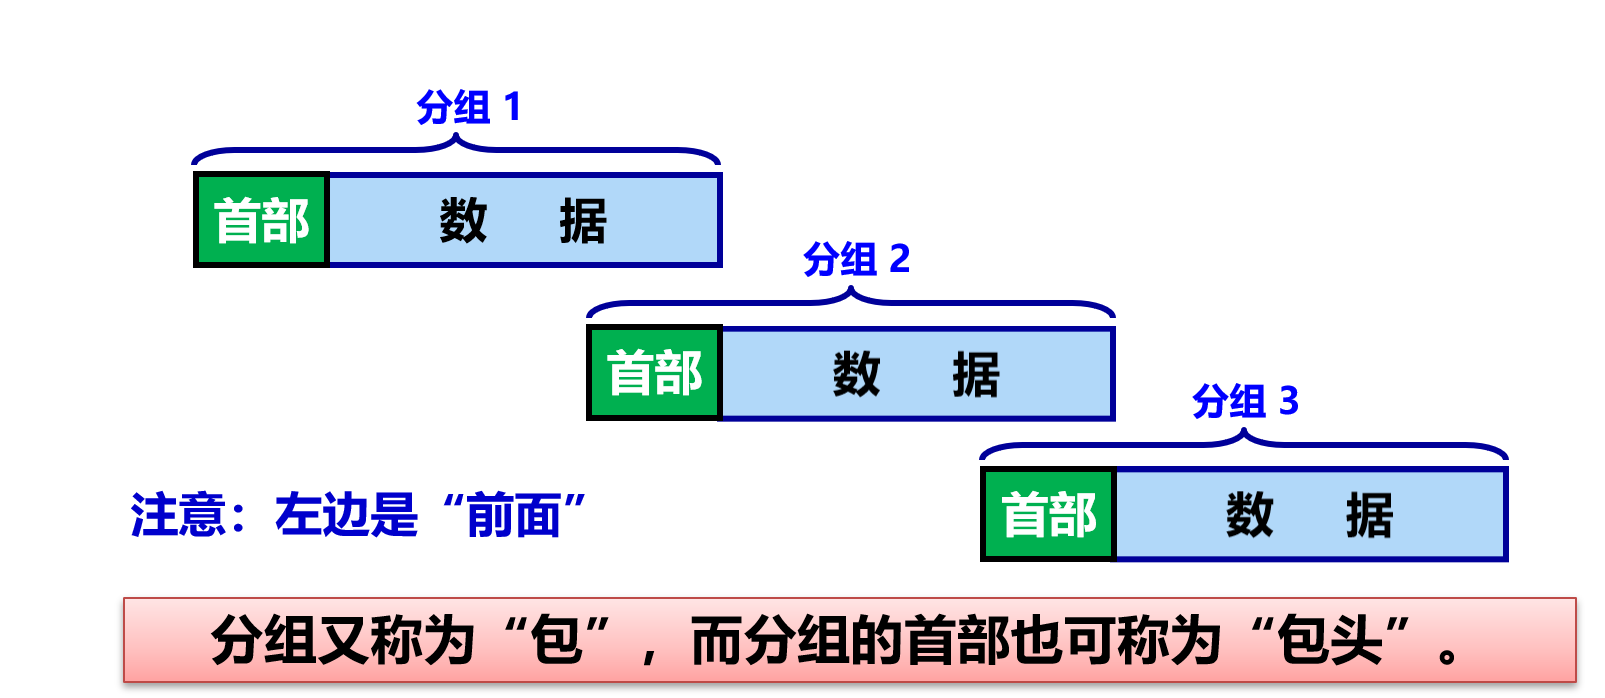 分组 1
首部 数 据
分组 2
首部 数 据
分组 3
首部 数 据
注意：左边是“前面”
分组又称为“包”，而分组的首部也可称为“包头”。